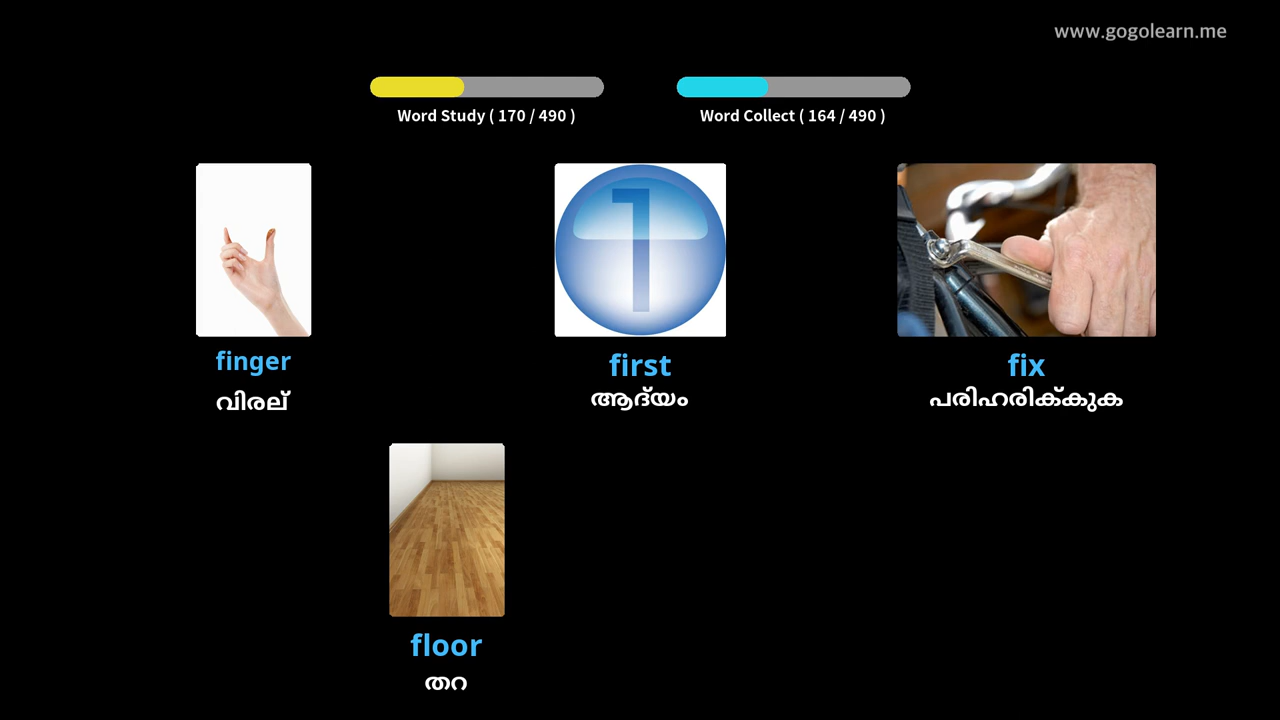 www.gogolearn.me
Word Study ( 170 / 490 )
Word Collect ( 164 / 490 )
1
finger
first
fix
വിരല്
ആദ്യം
പരിഹരിക്കുക
floor
തറ